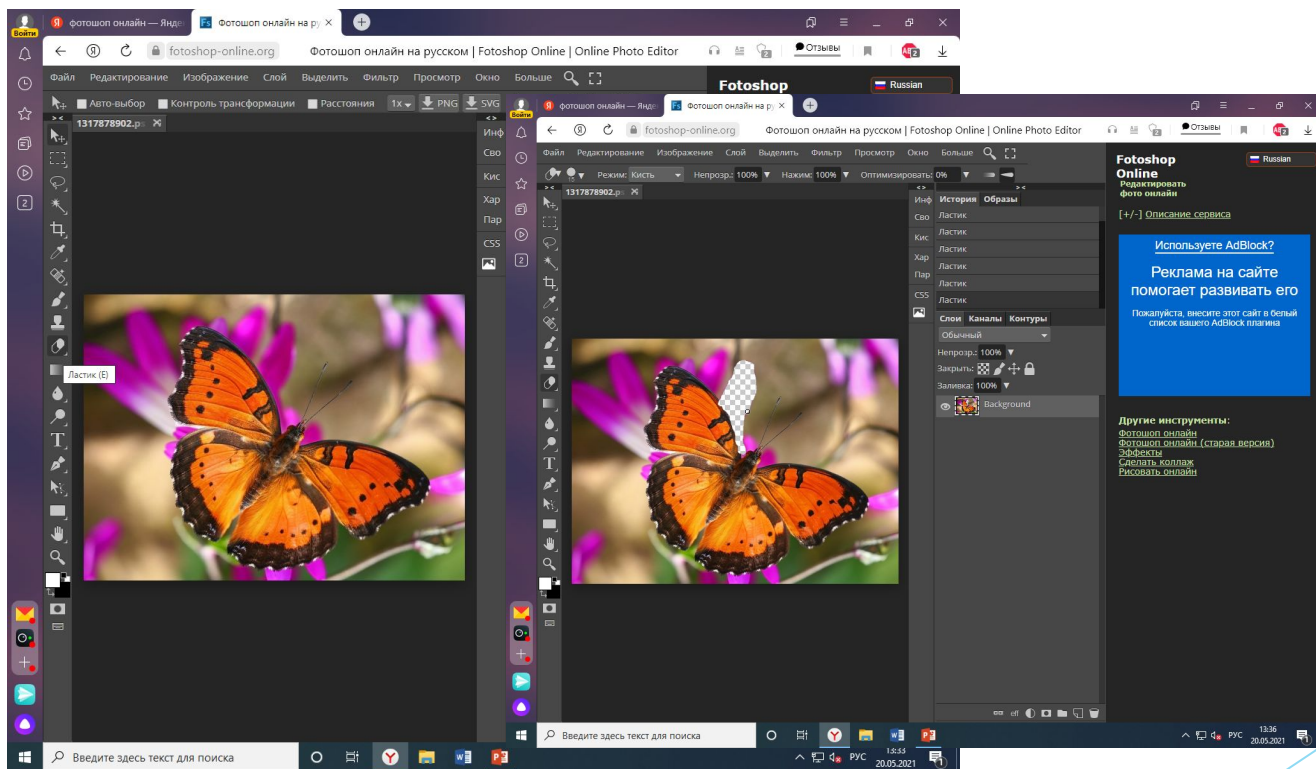 Войти
фотошоп онлайн — Янде
Фотошоп онлайн на ру
fotoshop-online.org
Фотошоп онлайн на русском | Fotoshop Online | Online Photo Editor
Отзывы
2
Файл Редактирование Изображение Слой Выделить Фильтр Просмотр Окно Больше
Авто-выбор Контроль трансформации Расстояния 1x PNG SVG
1317878902.p
Инф
Сво
Кис
Хар
Пар
CSS
2
Ластик (E)
Fotoshop
Russian
Введите здесь текст для поиска
РУС
13:33
20.05.2021
Войти
фотошоп онлайн — Янде
Фотошоп онлайн на ру
fotoshop-online.org
Фотошоп онлайн на русском | Fotoshop Online | Online Photo Editor
Отзывы
2
Файл Редактирование Изображение Слой Выделить Фильтр Просмотр Окно Больше
Режим: Кисть Непрозр.: 100% Нажим: 100% Оптимизировать: 0%
1317878902.p
Инф
Сво
Кис
Хар
Пар
CSS
2
История Образы
Ластик
Ластик
Ластик
Ластик
Ластик
Ластик
Слои Каналы Контуры
Обычный
Непрозр.: 100%
Закрыть:
Заливка: 100%
Background
eff
Fotoshop
Online
Russian
Редактировать
фото онлайн
[+/-] Описание сервиса
Используете AdBlock?
Реклама на сайте
помогает развивать его
Пожалуйста, внесите этот сайт в белый
список вашего AdBlock плагина
Другие инструменты:
Фотошоп онлайн
Фотошоп онлайн (старая версия)
Эффекты
Сделать коллаж
Рисовать онлайн
Введите здесь текст для поиска
РУС
13:36
20.05.2021